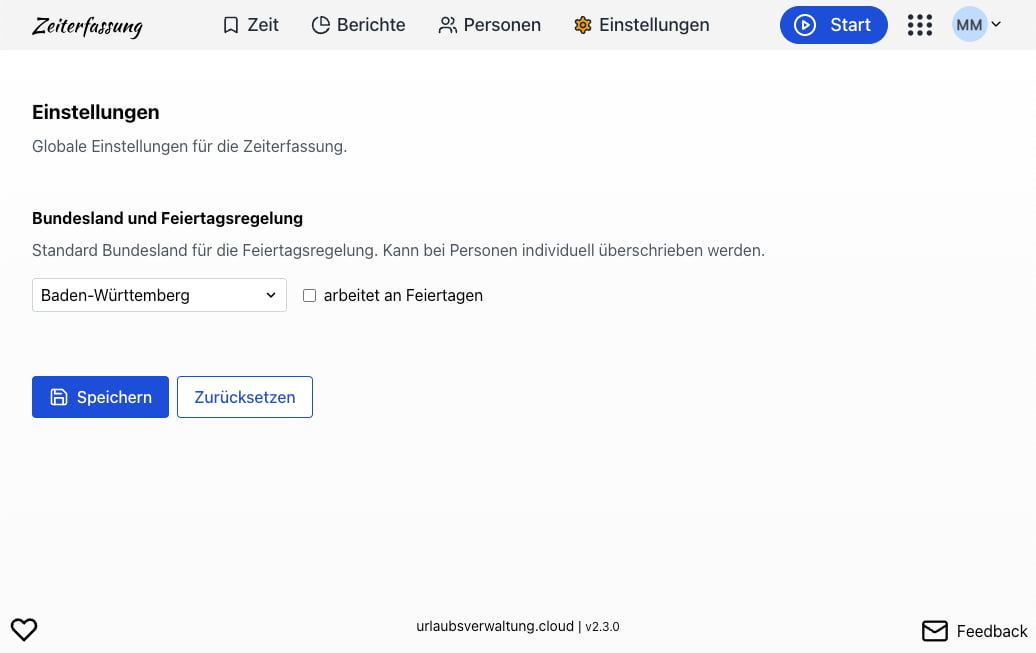 Zeiterfassung Zeit Berichte Personen Einstellungen Start MM
Einstellungen
Globale Einstellungen für die Zeiterfassung.
Bundesland und Feiertagsregelung
Standard Bundesland für die Feiertagsregelung. Kann bei Personen individuell überschrieben werden.
Baden-Württemberg arbeitet an Feiertagen
Speichern Zurücksetzen
urlaubsverwaltung.cloud | v2.3.0
Feedback